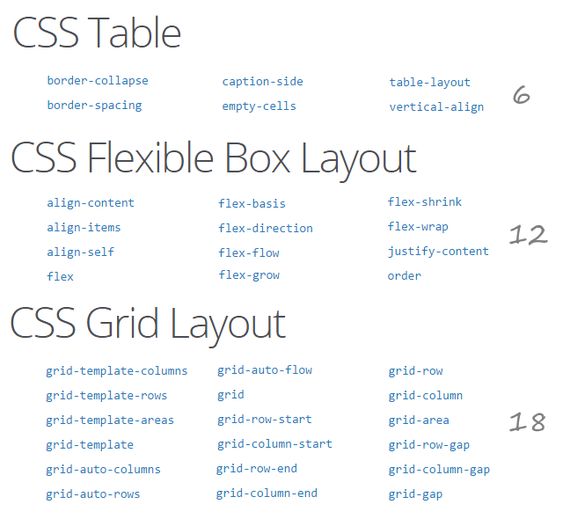 CSS Table
border-collapse caption-side table-layout
border-spacing empty-cells vertical-align
6
CSS Flexible Box Layout
align-content flex-basis flex-shrink
align-items flex-direction flex-wrap
align-self flex-flow justify-content
flex flex-grow order
12
CSS Grid Layout
grid-template-columns grid-auto-flow grid-row
grid-template-rows grid grid-column
grid-template-areas grid-row-start grid-area
grid-template grid-column-start grid-row-gap
grid-auto-columns grid-row-end grid-column-gap
grid-auto-rows grid-column-end grid-gap
18